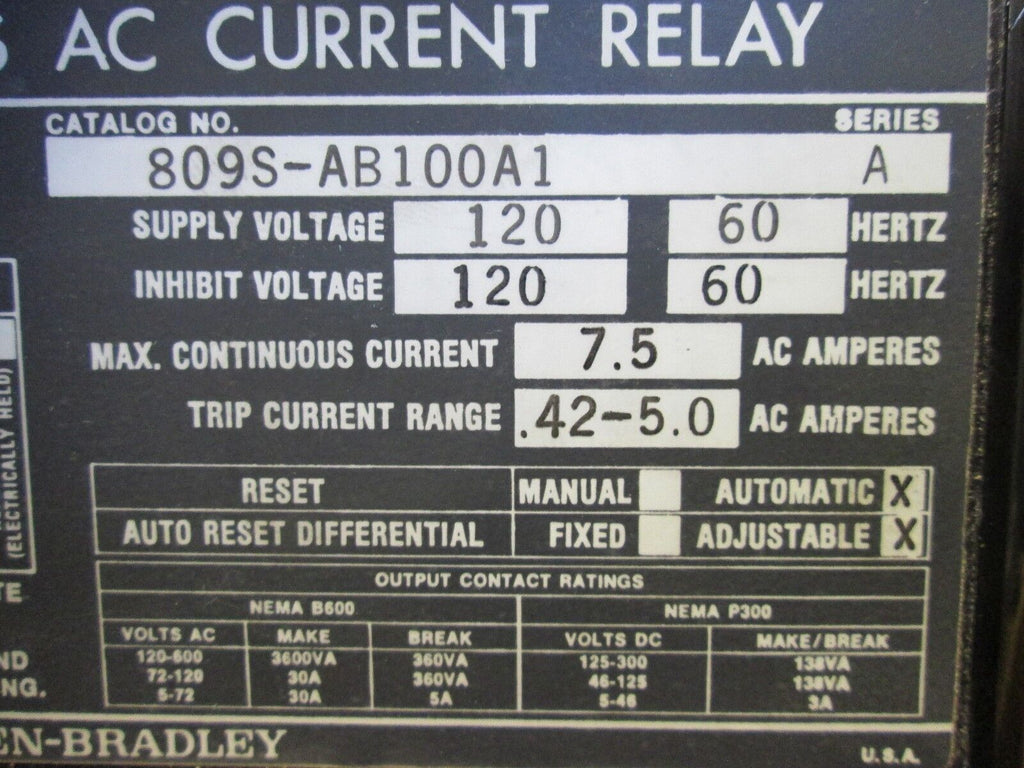 S AC CURRENT RELAY
CATALOG NO. SERIES
809S-AB100A1 A
SUPPLY VOLTAGE 120 60 HERTZ
INHIBIT VOLTAGE 120 60 HERTZ
MAX. CONTINUOUS CURRENT 7.5 AC AMPERES
TRIP CURRENT RANGE .42-5.0 AC AMPERES
(ELECTRICALLY HELD)
RESET MANUAL AUTOMATIC X
AUTO RESET DIFFERENTIAL FIXED ADJUSTABLE X
OUTPUT CONTACT RATINGS
NEMA B600 NEMA P300
VOLTS AC MAKE BREAK VOLTS DC MAKE/BREAK
120-600 3600VA 360VA 125-300 138VA
72-120 30A 360VA 46-125 138VA
5-72 30A 5A 5-46 3A
TE
ND
NG.
EN-BRADLEY
U.S.A.